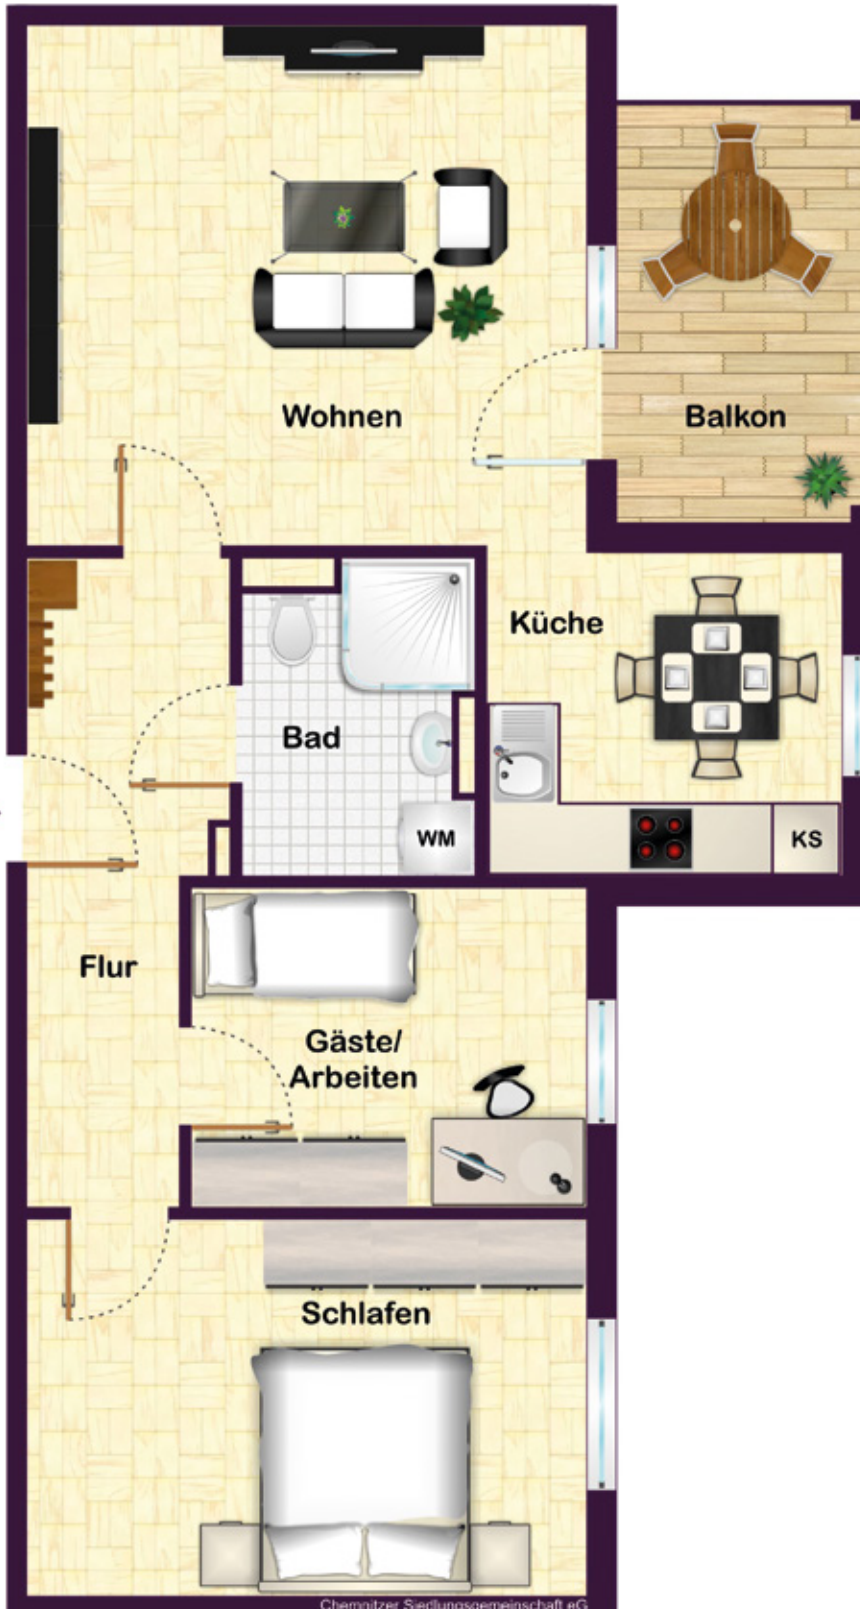 Wohnen
Balkon
Küche
Bad
WM
KS
Flur
Gäste/
Arbeiten
Schlafen
Chemnitzer Siedlungsgemeinschaft eG